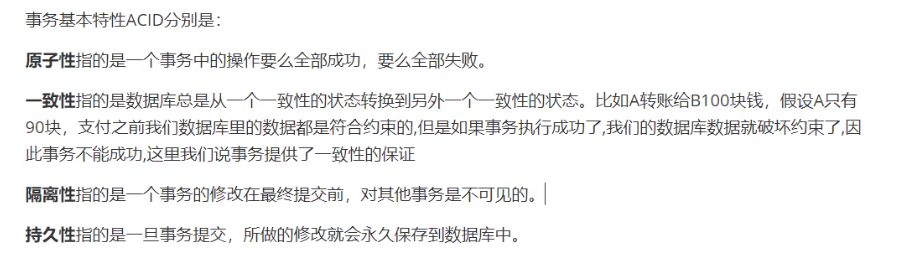 事务基本特性ACID分别是：
原子性指的是一个事务中的操作要么全部成功，要么全部失败。
一致性指的是数据库总是从一个一致性的状态转换到另外一个一致性的状态。比如A转账给B100块钱，假设A只有
90块，支付之前我们数据库里的数据都是符合约束的,但是如果事务执行成功了,我们的数据库数据就破坏约束了,因
此事务不能成功,这里我们说事务提供了一致性的保证
隔离性指的是一个事务的修改在最终提交前，对其他事务是不可见的。
持久性指的是一旦事务提交，所做的修改就会永久保存到数据库中。